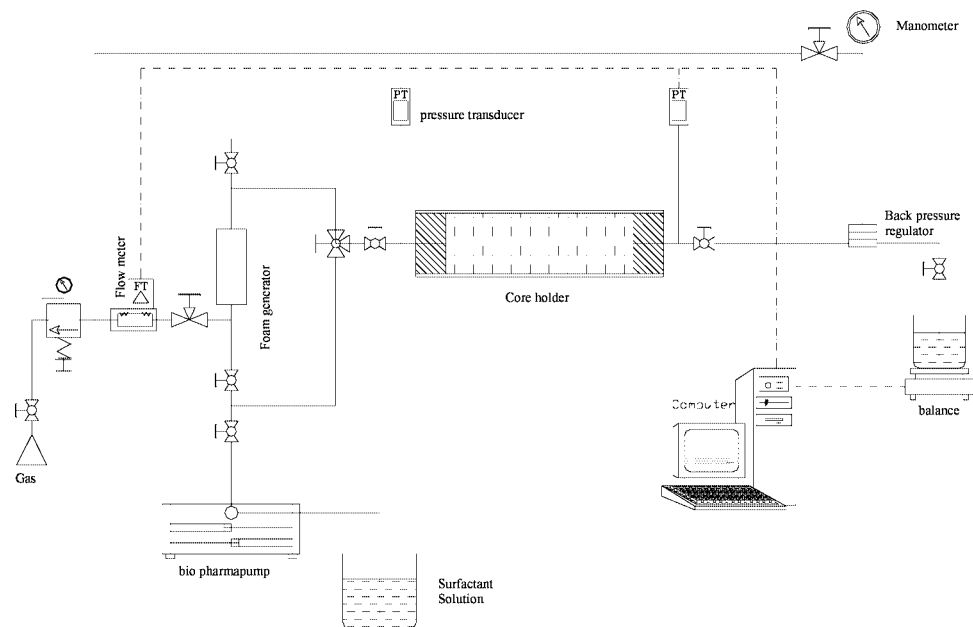 Manometer
PT
pressure transducer
PT
Flow meter
FT
Foam generator
Core holder
Back pressure
regulator
Computer
balance
Gas
bio pharmapump
Surfactant
Solution